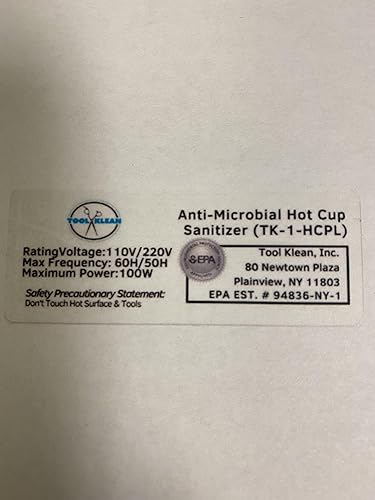 TOOL KLEAN
Anti-Microbial Hot Cup
Sanitizer (TK-1-HCPL)
RatingVoltage:110V/220V
Max Frequency: 60H/50H
Maximum Power:100W
Safety Precautionary Statement:
Don't Touch Hot Surface & Tools
EPA
Tool Klean, Inc.
80 Newtown Plaza
Plainview, NY 11803
EPA EST. # 94836-NY-1